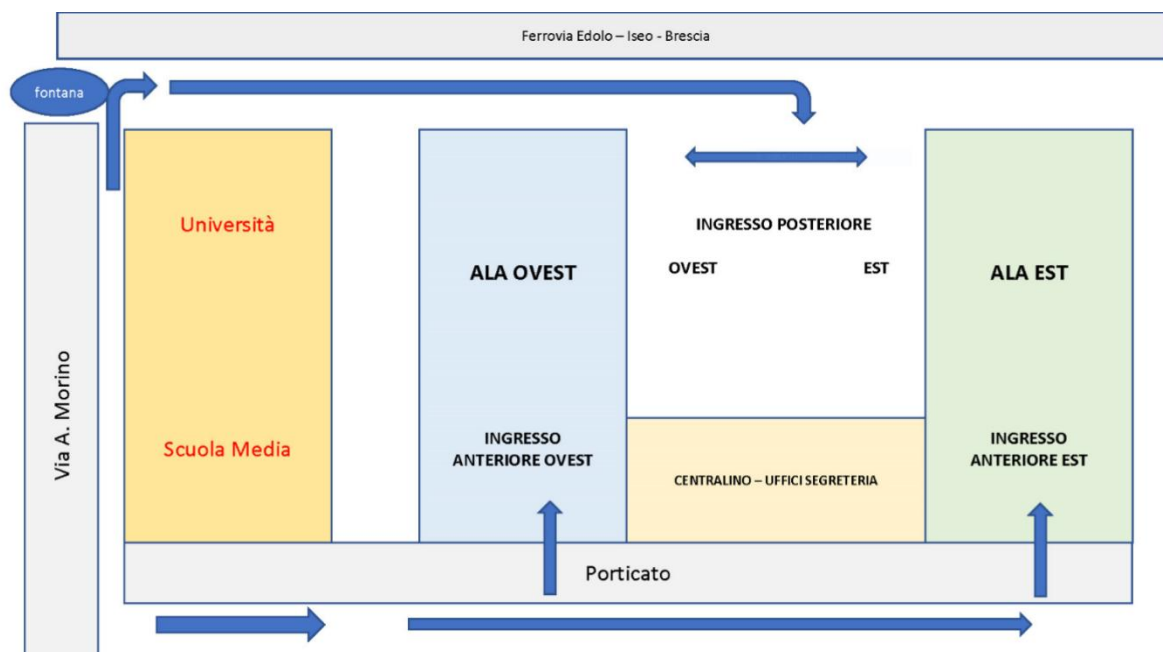 Ferrovia Edolo – Iseo - Brescia
fontana
Via A. Morino
Università
Scuola Media
ALA OVEST
INGRESSO
ANTERIORE OVEST
INGRESSO POSTERIORE
OVEST EST
CENTRALINO – UFFICI SEGRETERIA
ALA EST
INGRESSO
ANTERIORE EST
Porticato